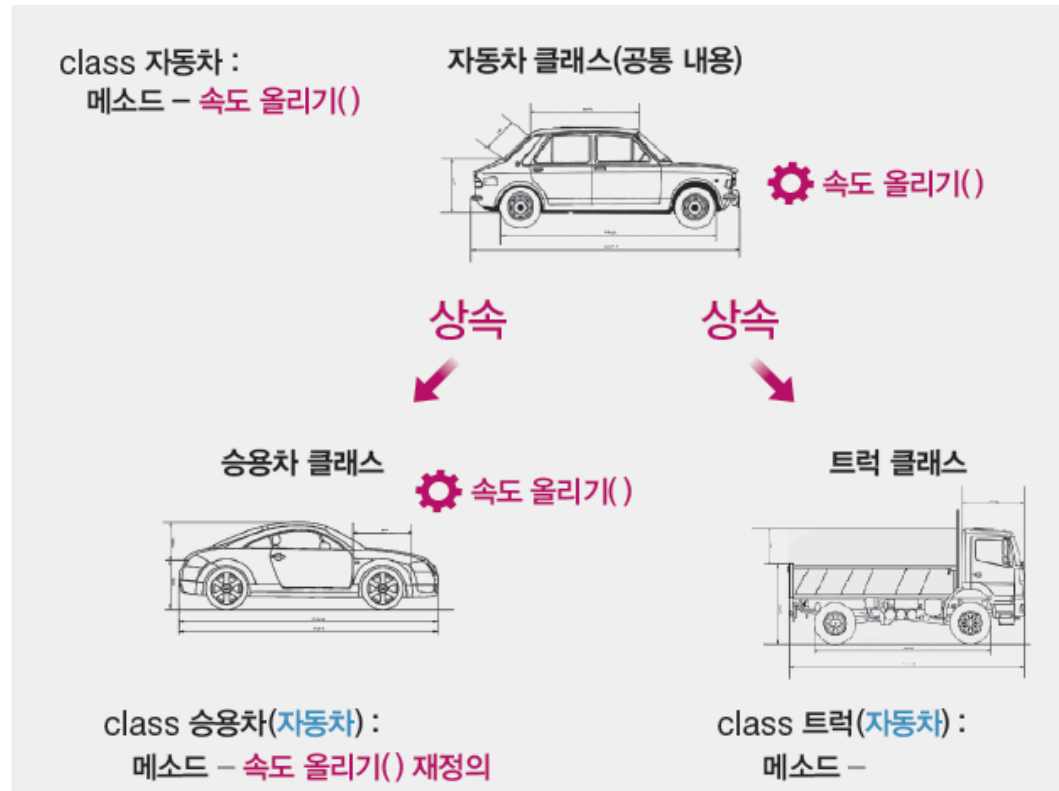 class 자동차 :
메소드 – 속도 올리기( )
자동차 클래스(공통 내용)
속도 올리기( )
상속
상속
승용차 클래스
속도 올리기( )
트럭 클래스
class 승용차(자동차) :
메소드 – 속도 올리기( ) 재정의
class 트럭(자동차) :
메소드 –